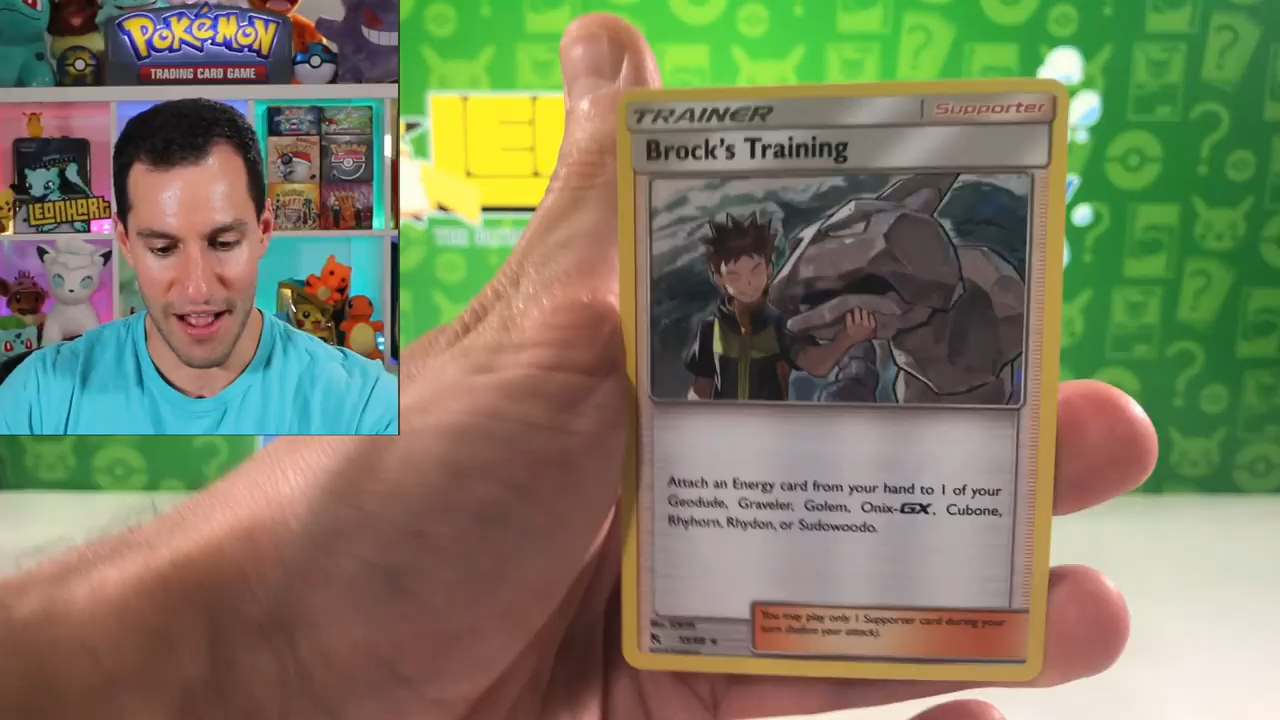 POKÉMON
TRADING CARD GAME
LEONHART
TRAINER
Supporter
Brock's Training
Attach an Energy card from your hand to 1 of your
Geodude, Graveler, Golem, Onix-GX, Cubone,
Rhyhorn, Rhydon, or Sudowoodo.
You may play only 1 Supporter card during your
turn (before your attack).